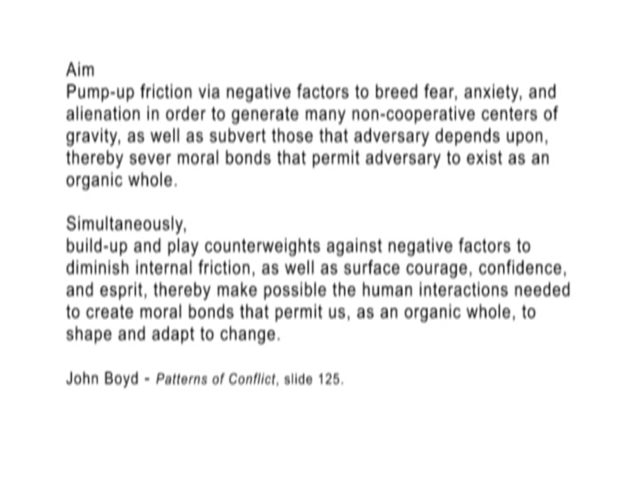 Aim
Pump-up friction via negative factors to breed fear, anxiety, and
alienation in order to generate many non-cooperative centers of
gravity, as well as subvert those that adversary depends upon,
thereby sever moral bonds that permit adversary to exist as an
organic whole.
Simultaneously,
build-up and play counterweights against negative factors to
diminish internal friction, as well as surface courage, confidence,
and esprit, thereby make possible the human interactions needed
to create moral bonds that permit us, as an organic whole, to
shape and adapt to change.
John Boyd - Patterns of Conflict, slide 125.